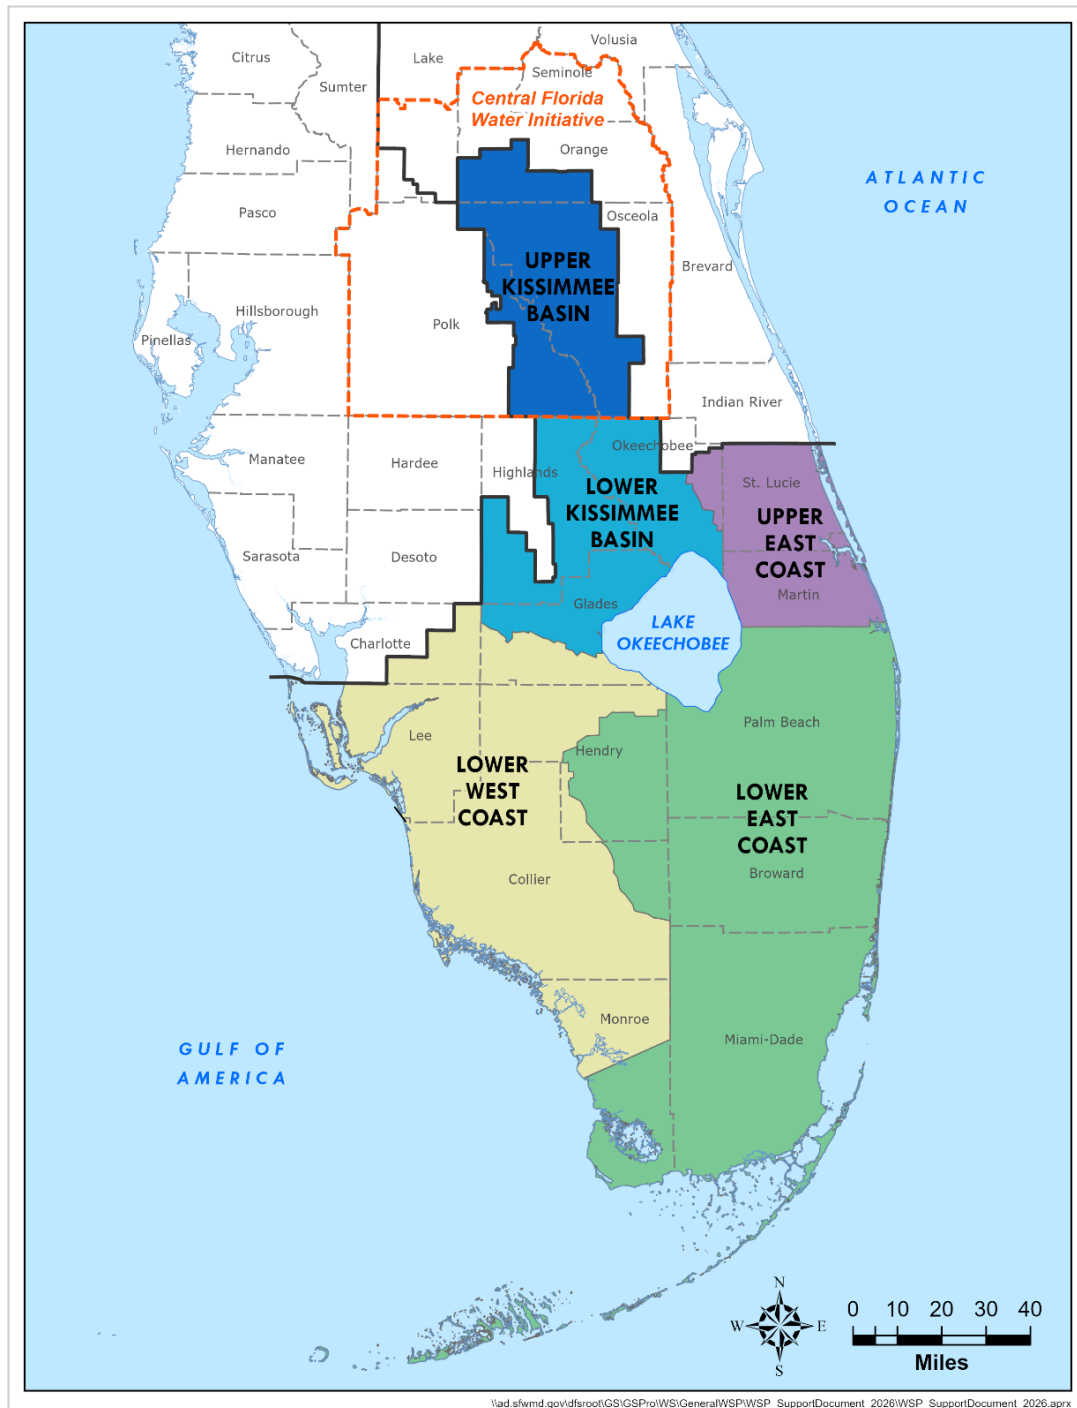 Volusia
Citrus
Lake
Seminole
Sumter
Central Florida
Water Initiative
Hernando
Orange
ATLANTIC
OCEAN
Pasco
Osceola
UPPER
KISSIMMEE
BASIN
Brevard
Hillsborough
Polk
Pinellas
Indian River
Okeechobee
Manatee
Hardee
Highlands
St. Lucie
LOWER
KISSIMMEE
BASIN
UPPER
EAST
COAST
Sarasota
Desoto
Martin
Glades
LAKE
OKEECHOBEE
Charlotte
Palm Beach
Lee
Hendry
LOWER
WEST
COAST
LOWER
EAST
COAST
Broward
Collier
Monroe
Miami-Dade
GULF OF
AMERICA
N
W E
S
0 10 20 30 40
Miles
\\ad.sfwmd.gov\dfsroot\GS\GSPro\WS\GeneralWSP\WSP_SupportDocument_2026\WSP_SupportDocument_2026.aprx